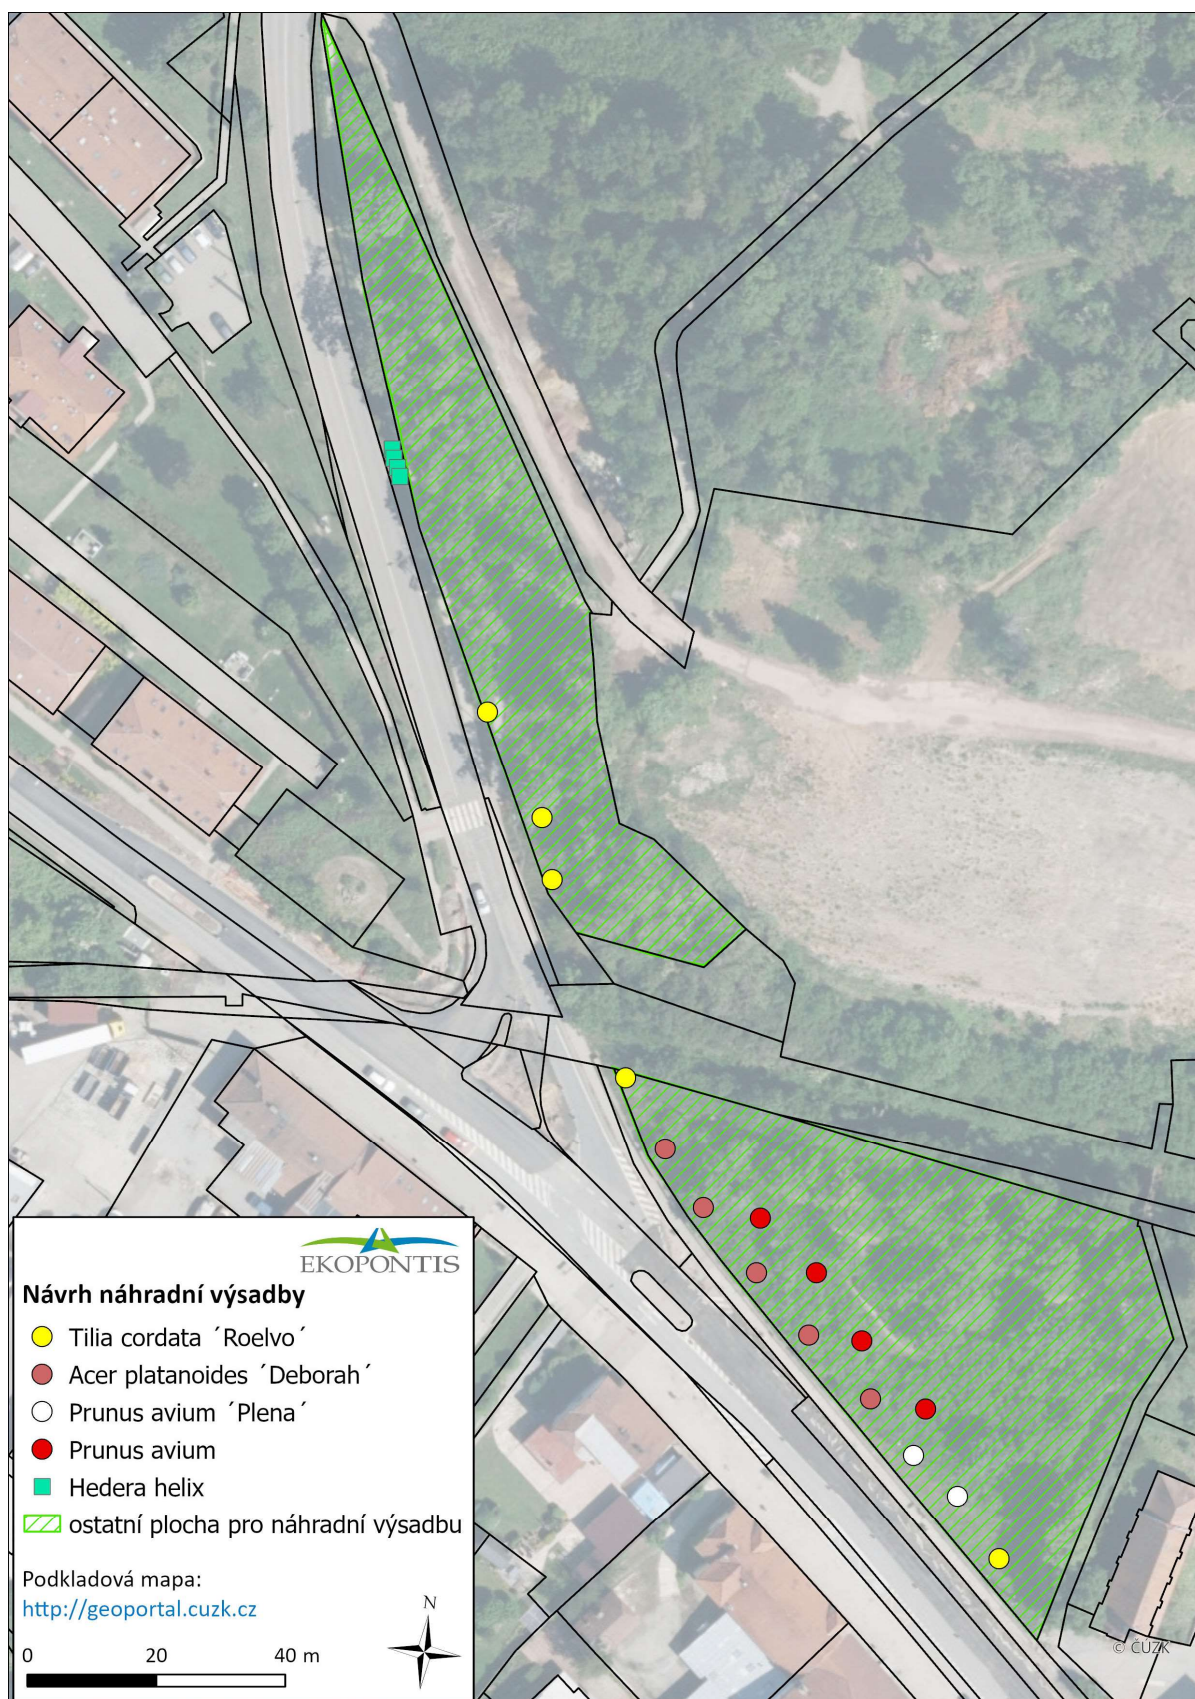 EKOPONTIS
Návrh náhradní výsadby
Tilia cordata ´Roelvo´
Acer platanoides ´Deborah´
Prunus avium ´Plena´
Prunus avium
Hedera helix
ostatní plocha pro náhradní výsadbu
Podkladová mapa:
http://geoportal.cuzk.cz
N
0 20 40 m
© ČÚZK